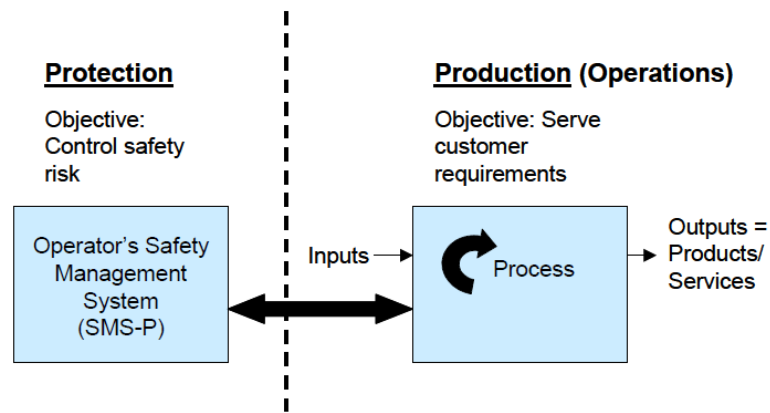 Protection
Objective:
Control safety
risk
Operator's Safety
Management
System
(SMS-P)
Production (Operations)
Objective: Serve
customer
requirements
Inputs
Process
Outputs =
Products/
Services